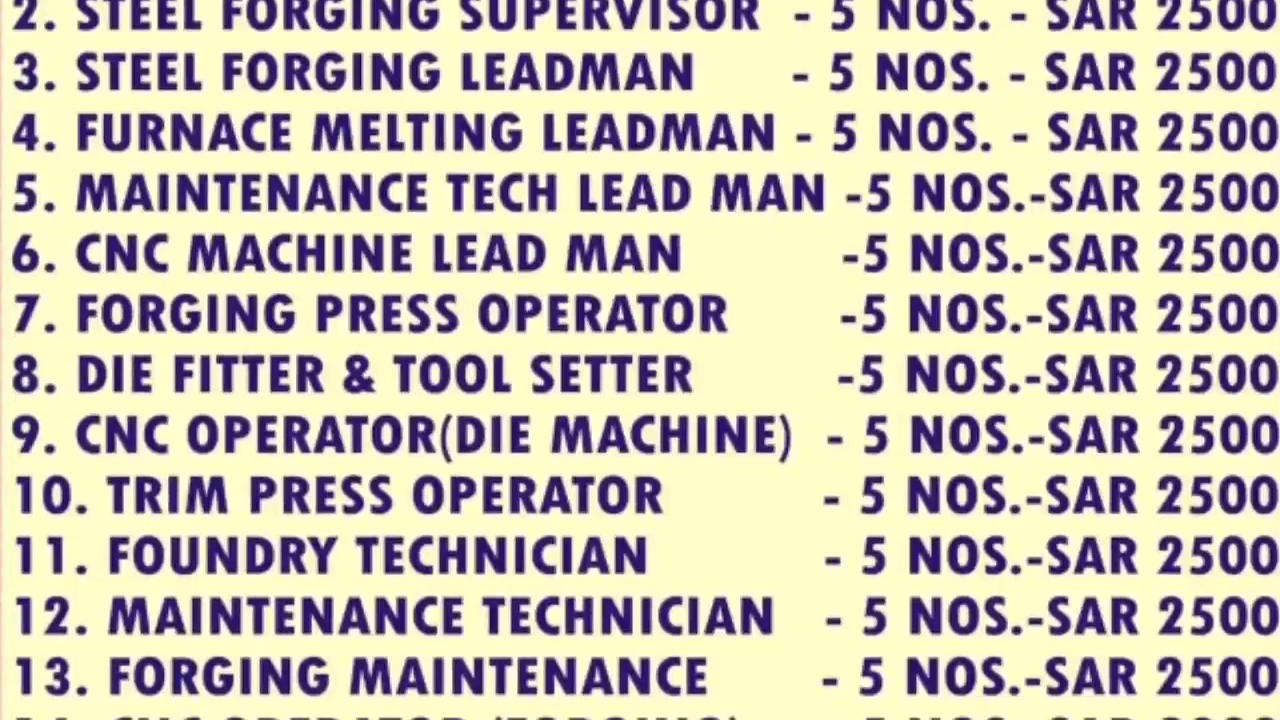 2. STEEL FORGING SUPERVISOR - 5 NOS. - SAR 2500
3. STEEL FORGING LEADMAN - 5 NOS. - SAR 2500
4. FURNACE MELTING LEADMAN - 5 NOS. - SAR 2500
5. MAINTENANCE TECH LEAD MAN -5 NOS.-SAR 2500
6. CNC MACHINE LEAD MAN -5 NOS.-SAR 2500
7. FORGING PRESS OPERATOR -5 NOS.-SAR 2500
8. DIE FITTER & TOOL SETTER -5 NOS.-SAR 2500
9. CNC OPERATOR(DIE MACHINE) - 5 NOS.-SAR 2500
10. TRIM PRESS OPERATOR - 5 NOS.-SAR 2500
11. FOUNDRY TECHNICIAN - 5 NOS.-SAR 2500
12. MAINTENANCE TECHNICIAN - 5 NOS.-SAR 2500
13. FORGING MAINTENANCE - 5 NOS.-SAR 2500